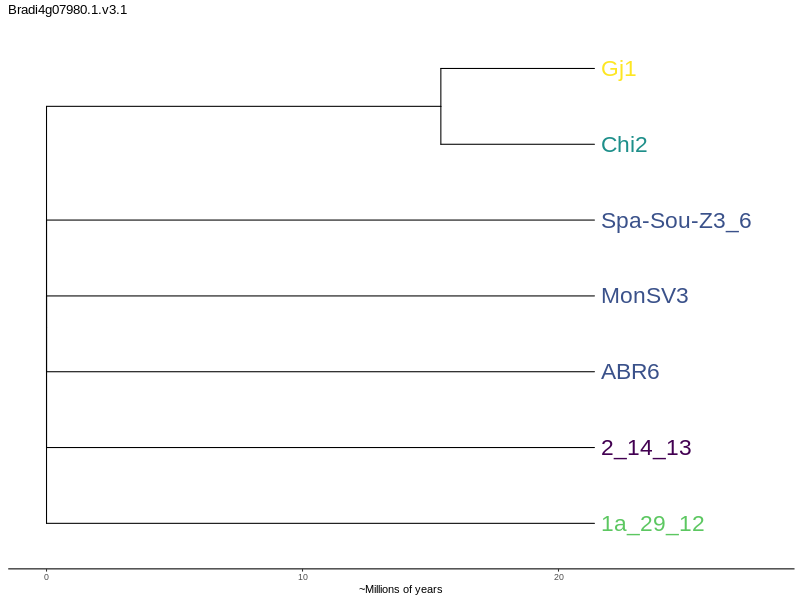 Bradi4g07980.1.v3.1
Gj1
Chi2
Spa-Sou-Z3_6
MonSV3
ABR6
2_14_13
1a_29_12
0 10 20
~Millions of years